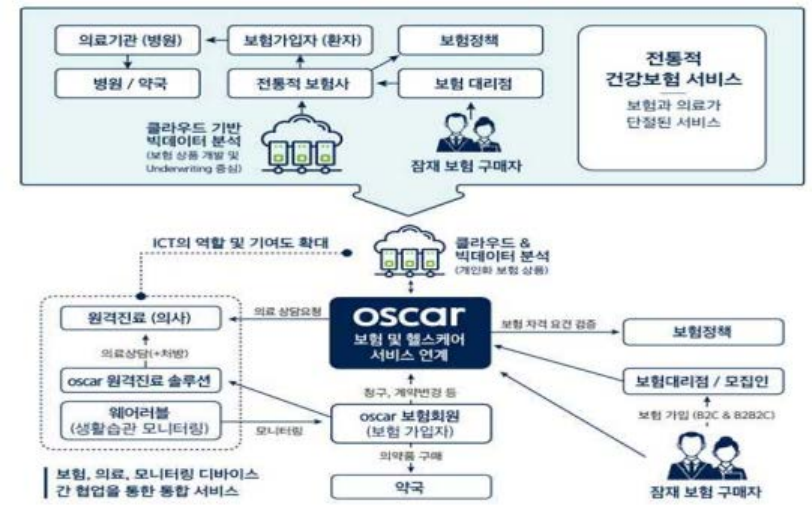 의료기관 (병원)
보험가입자 (환자)
보험정책
병원 / 약국
전통적 보험사
보험 대리점
클라우드 기반
빅데이터 분석
(보험 상품 개발 및
Underwriting 중심)
잠재 보험 구매자
전통적
건강보험 서비스
보험과 의료가
단절된 서비스
ICT의 역할 및 기여도 확대
클라우드 &
빅데이터 분석
(개인화 보험 상품)
원격진료 (의사)
의료 상담요청
oscar
보험 및 헬스케어
서비스 연계
보험 자격 요건 검증
보험정책
의료상담(+처방)
oscar 원격진료 솔루션
청구, 계약변경 등
보험대리점 / 모집인
웨어러블
(생활습관 모니터링)
모니터링
oscar 보험회원
(보험 가입자)
보험 가입 (B2C & B2B2C)
의약품 구매
보험, 의료, 모니터링 디바이스
간 협업을 통한 통합 서비스
약국
잠재 보험 구매자